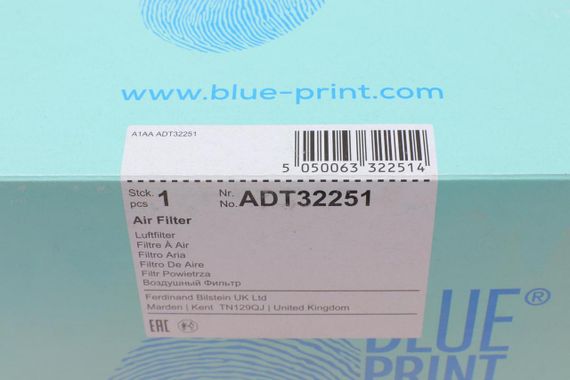 www.blue-print.com
A1AA ADT32251
5 050063 322514
Stck. pcs 1 Nr. No. ADT32251
Air Filter
Luftfilter
Filtre À Air
Filtro Aria
Filtro De Aire
Filtr Powietrza
Воздушный Фильтр
Ferdinand Bilstein UK Ltd
Marden | Kent TN129QJ | United Kingdom
EAC
BLUE®
PRINT